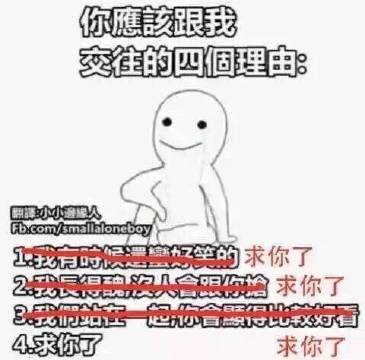 你應該跟我
交往的四個理由:
翻譯:小小邊緣人
Fb.com/smallaloneboy
1.我有時候還蠻好笑的 求你了
2.我長得醜,沒人會跟你搶 求你了
3.我們站在一起,你會顯得比較好看
4.求你了 求你了